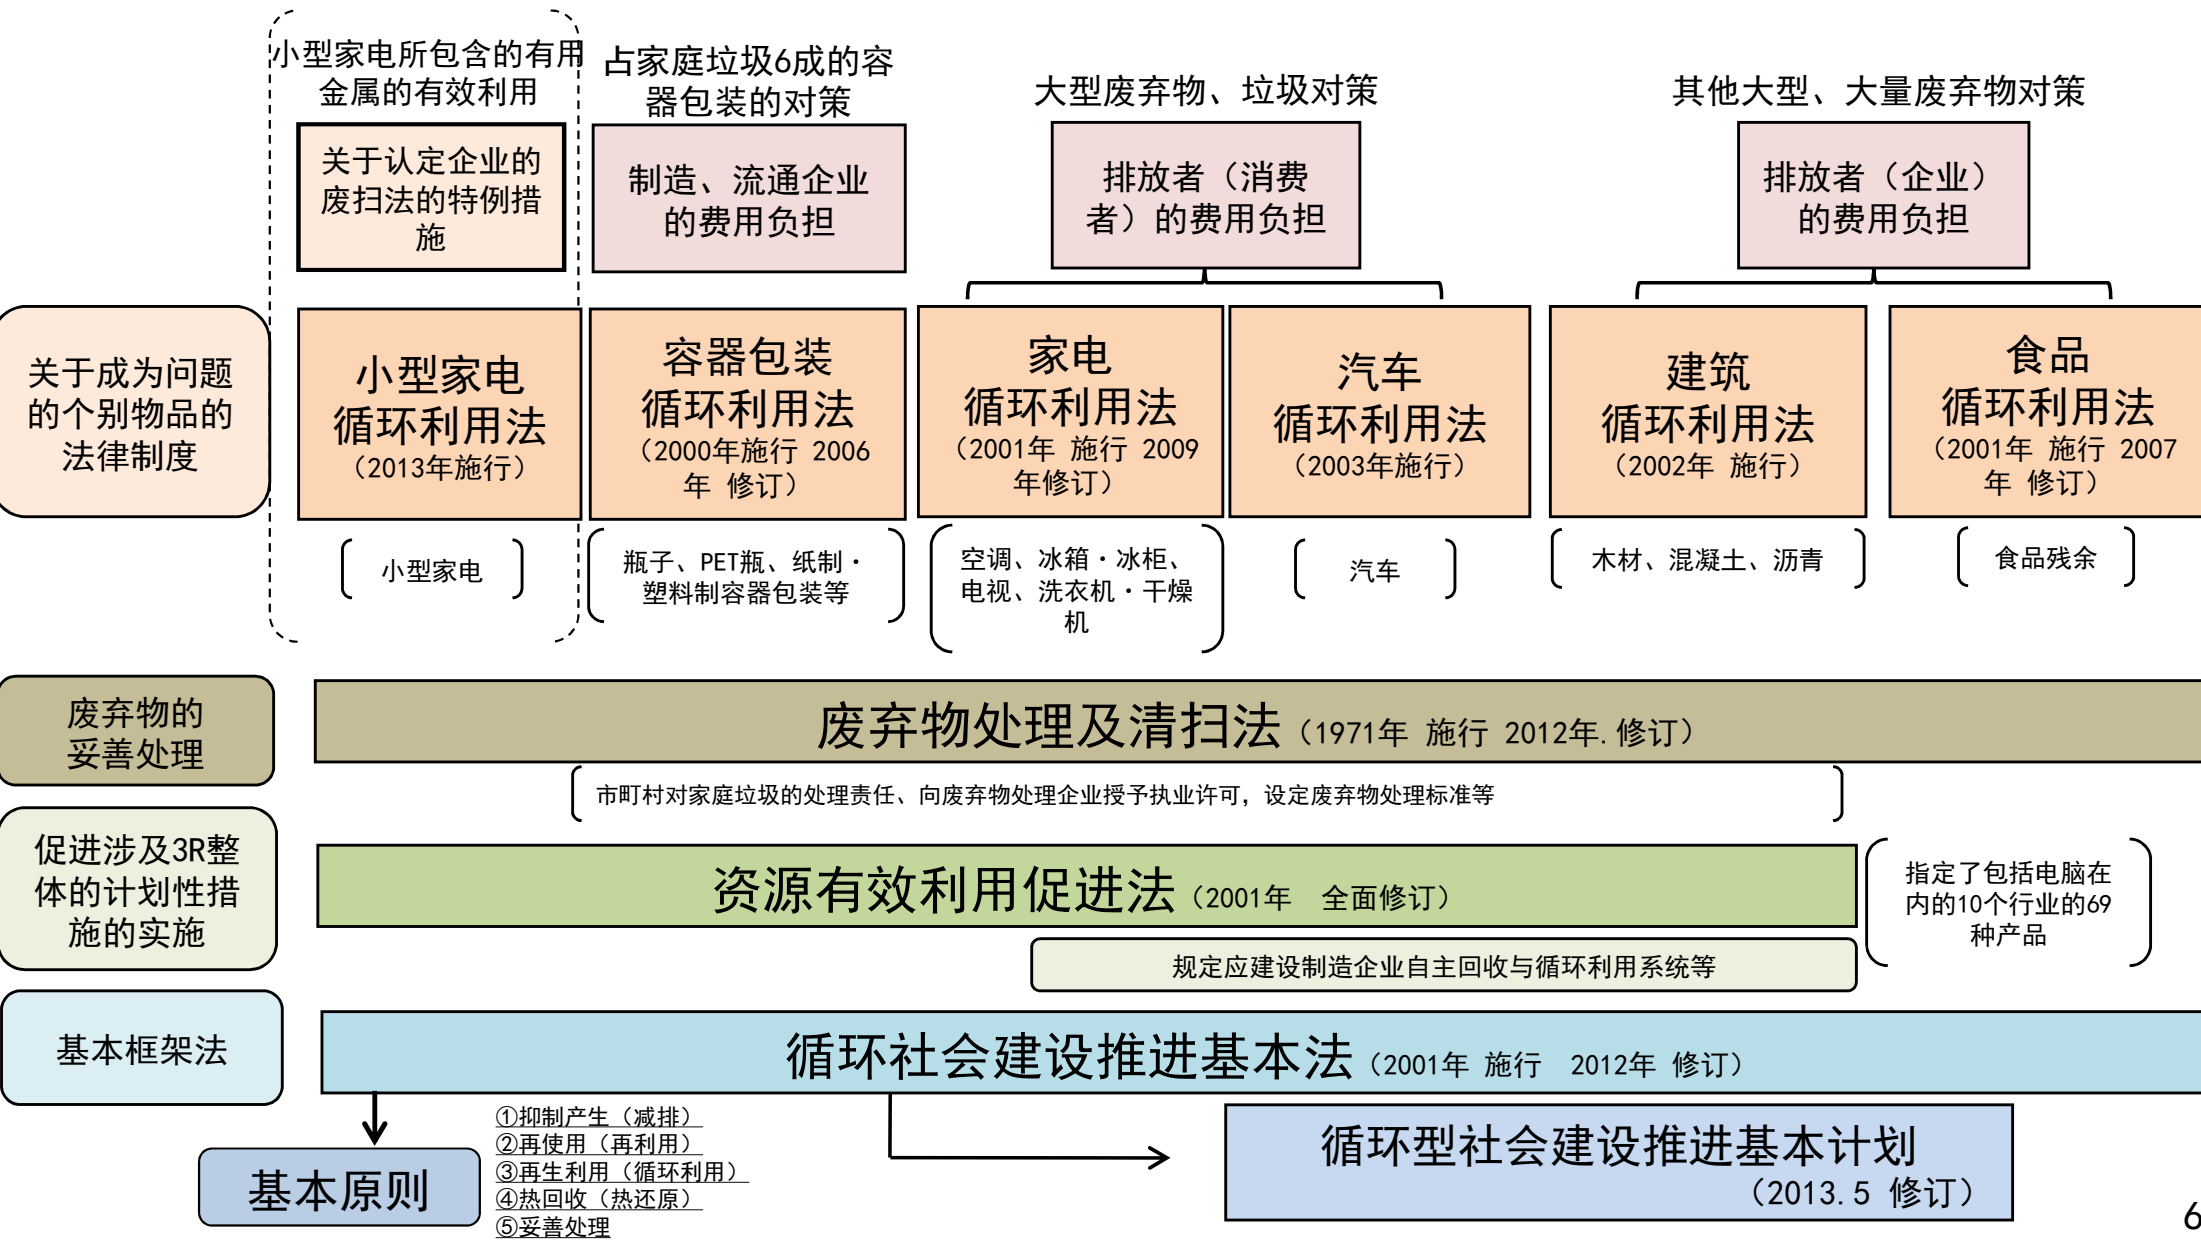 小型家电所包含的有用
金属的有效利用
占家庭垃圾6成的容
器包装的对策
大型废弃物、垃圾对策
其他大型、大量废弃物对策
关于认定企业的
废扫法的特例措
施
制造、流通企业
的费用负担
排放者（消费
者）的费用负担
排放者（企业）
的费用负担
关于成为问题
的个别物品的
法律制度
小型家电
循环利用法
（2013年施行）
容器包装
循环利用法
（2000年施行 2006
年 修订）
家电
循环利用法
（2001年 施行 2009
年修订）
汽车
循环利用法
（2003年施行）
建筑
循环利用法
（2002年 施行）
食品
循环利用法
（2001年 施行 2007
年 修订）
小型家电
瓶子、PET瓶、纸制・
塑料制容器包装等
空调、冰箱・冰柜、
电视、洗衣机・干燥
机
汽车
木材、混凝土、沥青
食品残余
废弃物的
妥善处理
废弃物处理及清扫法（1971年 施行 2012年.修订）
市町村对家庭垃圾的处理责任、向废弃物处理企业授予执业许可，设定废弃物处理标准等
促进涉及3R整
体的计划性措
施的实施
资源有效利用促进法（2001年 全面修订）
指定了包括电脑在
内的10个行业的69
种产品
规定应建设制造企业自主回收与循环利用系统等
基本框架法
循环社会建设推进基本法（2001年 施行 2012年 修订）
基本原则
①抑制产生（减排）
②再使用（再利用）
③再生利用（循环利用）
④热回收（热还原）
⑤妥善处理
循环型社会建设推进基本计划
（2013.5 修订）
6